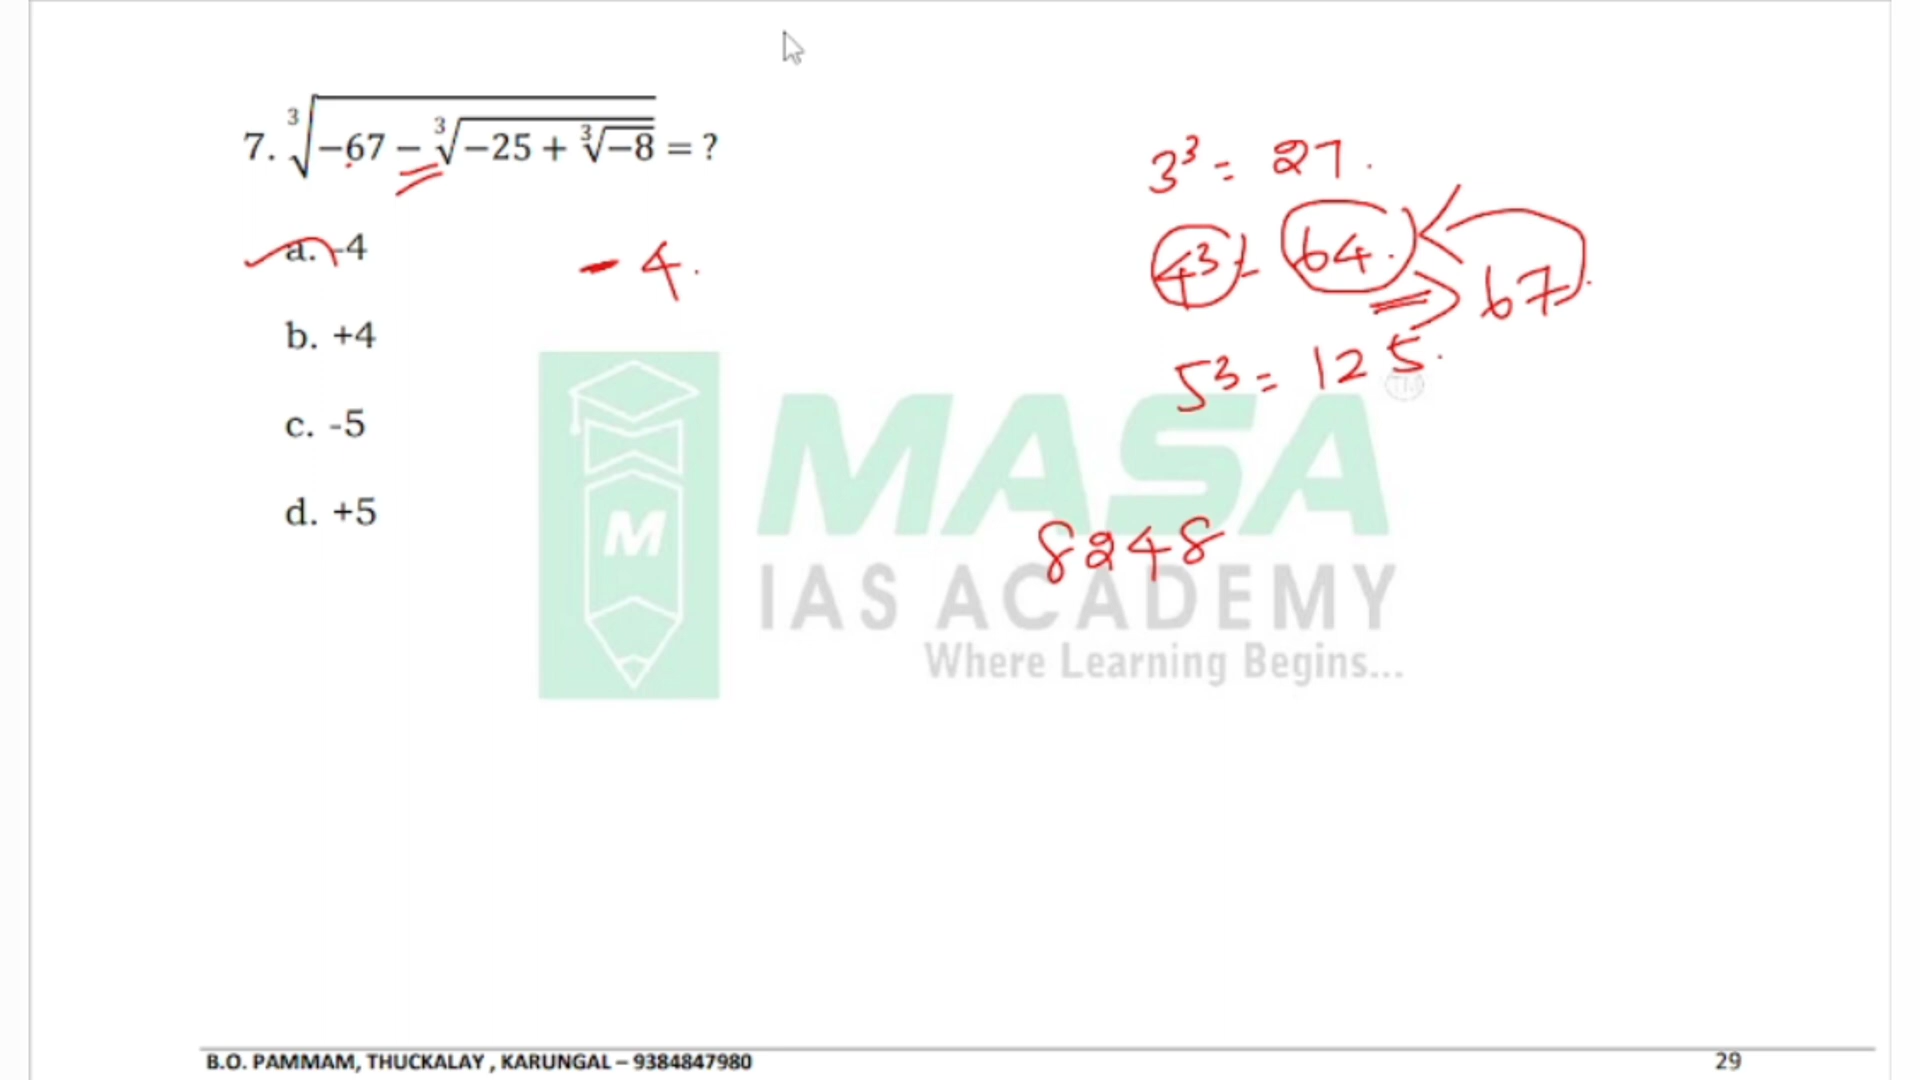 7. ∛(−67 − ∛(−25 + ∛−8)) = ?
a. -4
b. +4
c. -5
d. +5
- 4.
3³ = 27.
4³ = 64.
67.
5³ = 125.
8248
TM
M
MASA
IAS ACADEMY
Where Learning Begins...
B.O. PAMMAM, THUCKALAY , KARUNGAL – 9384847980
29